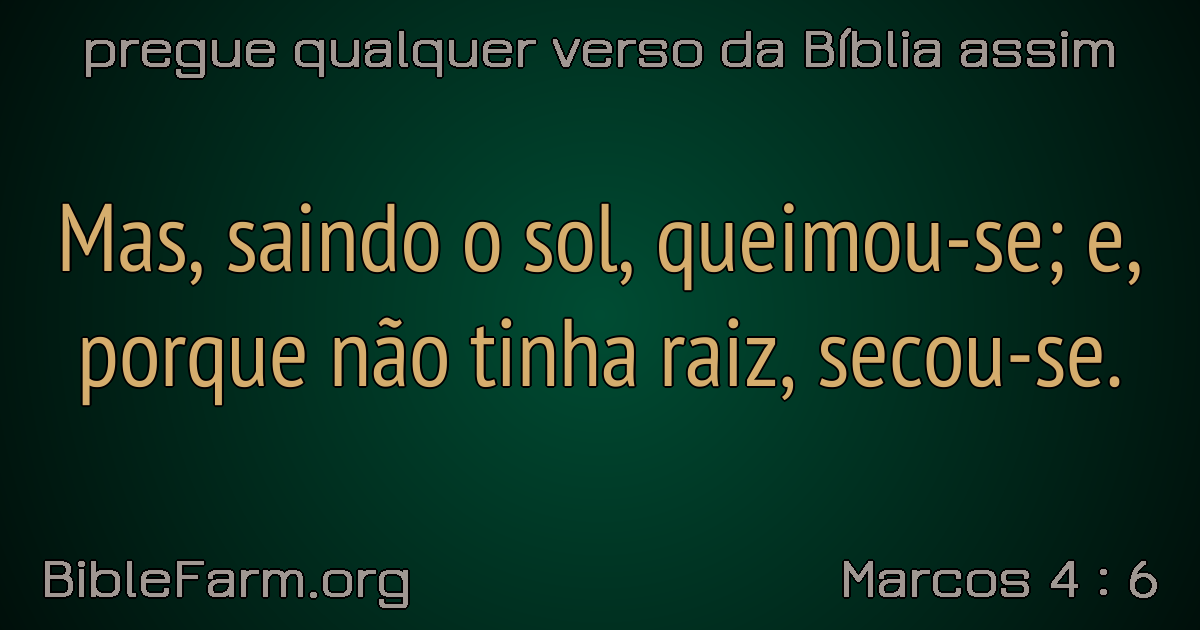 pregue qualquer verso da Bíblia assim
Mas, saindo o sol, queimou-se; e,
porque não tinha raiz, secou-se.
BibleFarm.org
Marcos 4 : 6